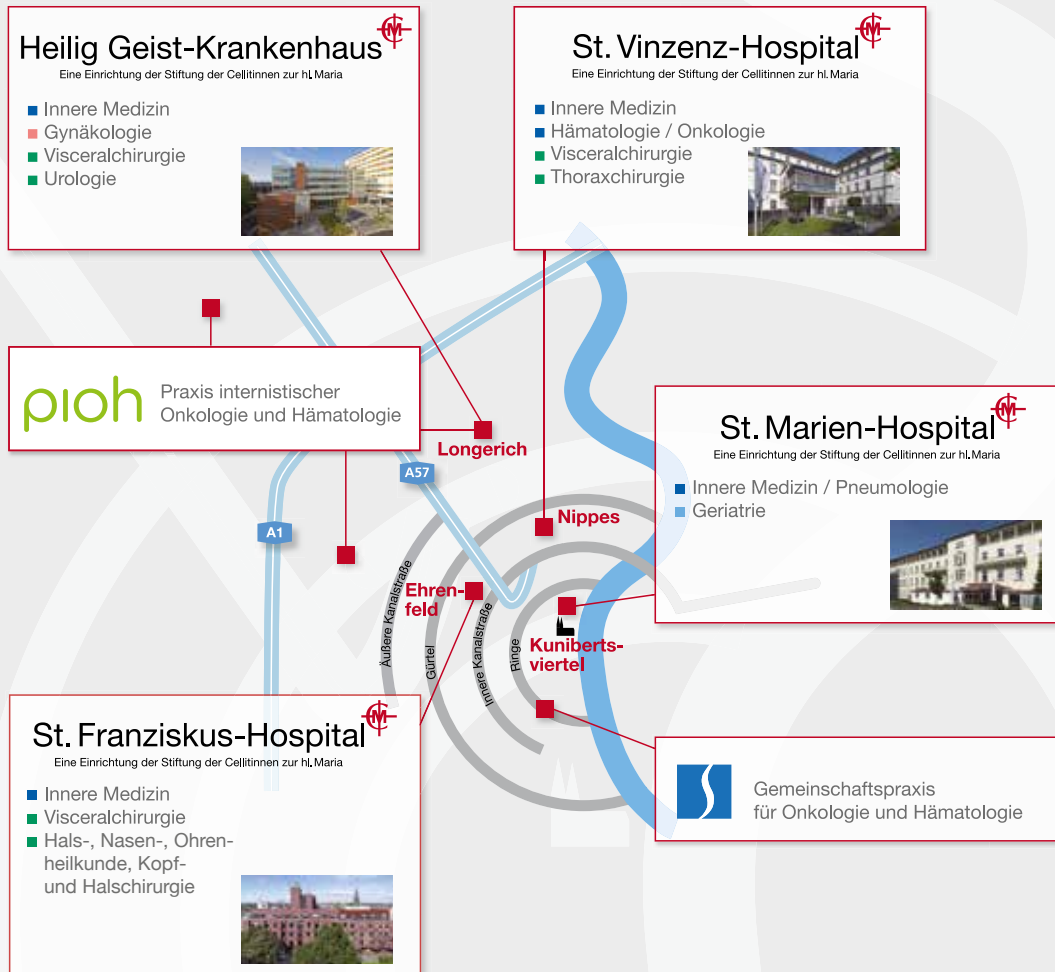 Heilig Geist-Krankenhaus
Eine Einrichtung der Stiftung der Cellitinnen zur hl. Maria
Innere Medizin
Gynäkologie
Visceralchirurgie
Urologie
St. Vinzenz-Hospital
Eine Einrichtung der Stiftung der Cellitinnen zur hl. Maria
Innere Medizin
Hämatologie / Onkologie
Visceralchirurgie
Thoraxchirurgie
pioh
Praxis internistischer
Onkologie und Hämatologie
Longerich
A57
A1
Nippes
Ehren-
feld
Kuniberts-
viertel
Äußere Kanalstraße
Gürtel
Innere Kanalstraße
Ringe
St. Marien-Hospital
Eine Einrichtung der Stiftung der Cellitinnen zur hl. Maria
Innere Medizin / Pneumologie
Geriatrie
St. Franziskus-Hospital
Eine Einrichtung der Stiftung der Cellitinnen zur hl. Maria
Innere Medizin
Visceralchirurgie
Hals-, Nasen-, Ohren-
heilkunde, Kopf-
und Halschirurgie
Gemeinschaftspraxis
für Onkologie und Hämatologie